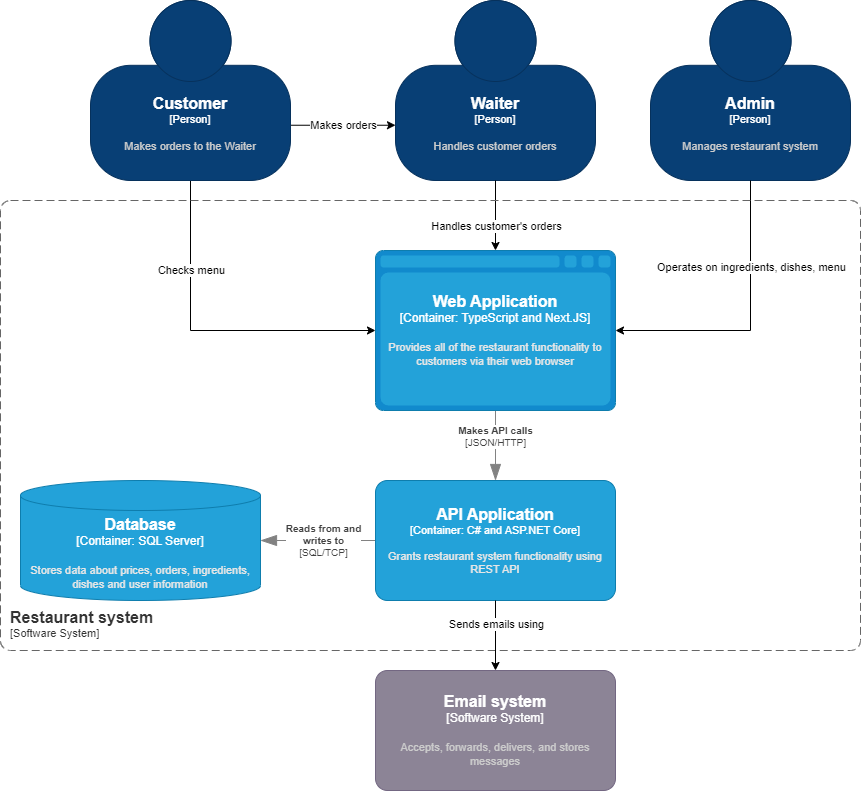 Customer
[Person]
Makes orders to the Waiter
Makes orders
Waiter
[Person]
Handles customer orders
Admin
[Person]
Manages restaurant system
Checks menu
Handles customer's orders
Operates on ingredients, dishes, menu
Web Application
[Container: TypeScript and Next.JS]
Provides all of the restaurant functionality to
customers via their web browser
Makes API calls
[JSON/HTTP]
Database
[Container: SQL Server]
Stores data about prices, orders, ingredients,
dishes and user information
Reads from and
writes to
[SQL/TCP]
API Application
[Container: C# and ASP.NET Core]
Grants restaurant system functionality using
REST API
Restaurant system
[Software System]
Sends emails using
Email system
[Software System]
Accepts, forwards, delivers, and stores
messages